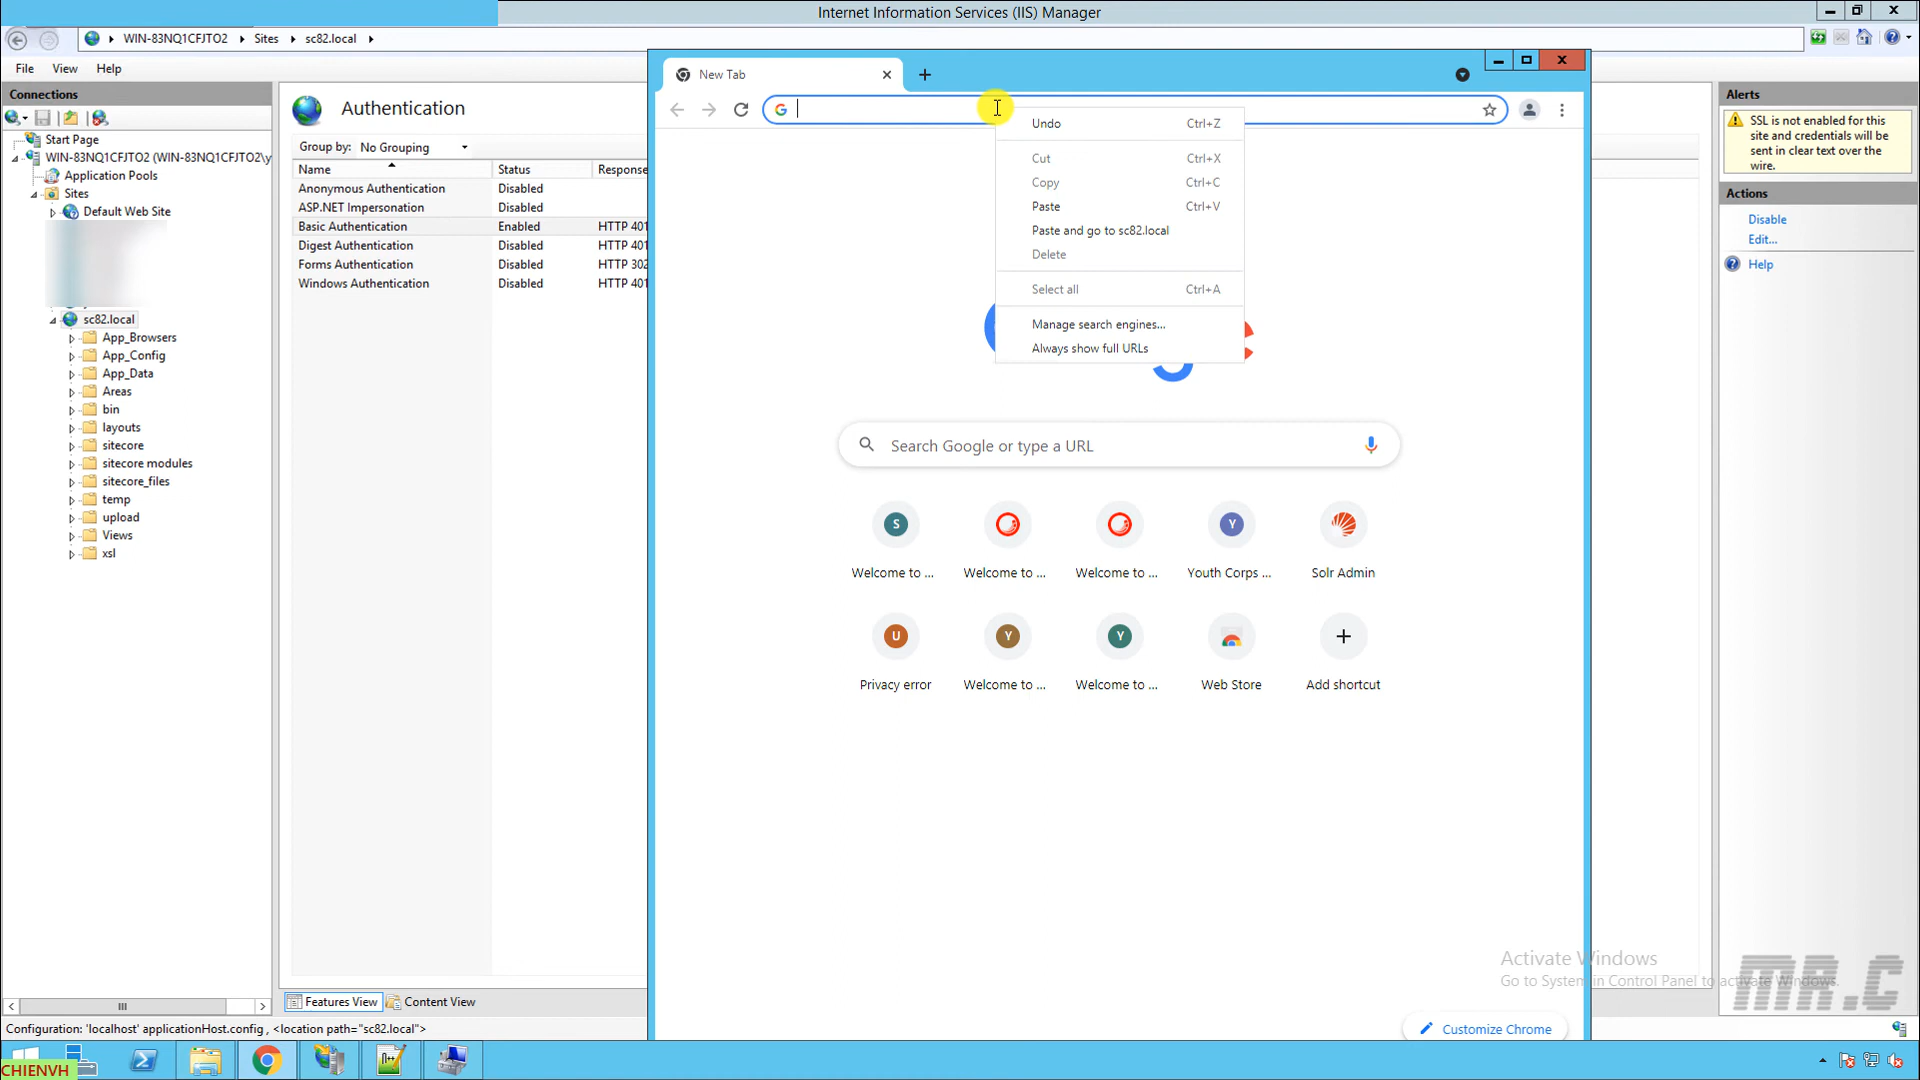 Internet Information Services (IIS) Manager
WIN-83NQ1CFJTO2 Sites sc82.local
File View Help
Connections
Start Page
WIN-83NQ1CFJTO2 (WIN-83NQ1CFJTO2\y
Application Pools
Sites
Default Web Site
sc82.local
App_Browsers
App_Config
App_Data
Areas
bin
layouts
sitecore
sitecore modules
sitecore_files
temp
upload
Views
xsl
Authentication
Group by: No Grouping
Name Status Response
Anonymous Authentication Disabled
ASP.NET Impersonation Disabled
Basic Authentication Enabled HTTP 401
Digest Authentication Disabled HTTP 401
Forms Authentication Disabled HTTP 302
Windows Authentication Disabled HTTP 401
Features View Content View
New Tab
Undo Ctrl+Z
Cut Ctrl+X
Copy Ctrl+C
Paste Ctrl+V
Paste and go to sc82.local
Delete
Select all Ctrl+A
Manage search engines...
Always show full URLs
Search Google or type a URL
S Y
Welcome to ... Welcome to ... Welcome to ... Youth Corps ... Solr Admin
U Y Y
Privacy error Welcome to ... Welcome to ... Web Store Add shortcut
Customize Chrome
Alerts
SSL is not enabled for this
site and credentials will be
sent in clear text over the
wire.
Actions
Disable
Edit...
Help
Activate Windows
Go to System in Control Panel to activate Windows.
MR.C
Configuration: 'localhost' applicationHost.config , <location path="sc82.local">
CHIENVH